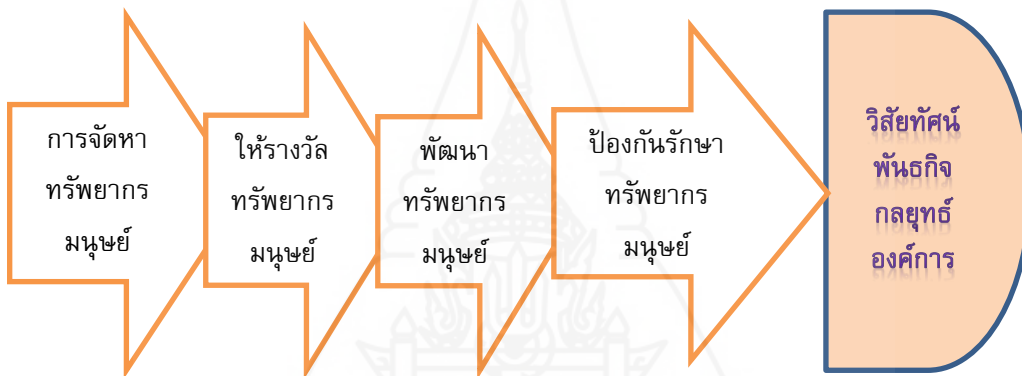 การจัดหา
ทรัพยากร
มนุษย์
ให้รางวัล
ทรัพยากร
มนุษย์
พัฒนา
ทรัพยากร
มนุษย์
ป้องกันรักษา
ทรัพยากร
มนุษย์
วิสัยทัศน์
พันธกิจ
กลยุทธ์
องค์การ